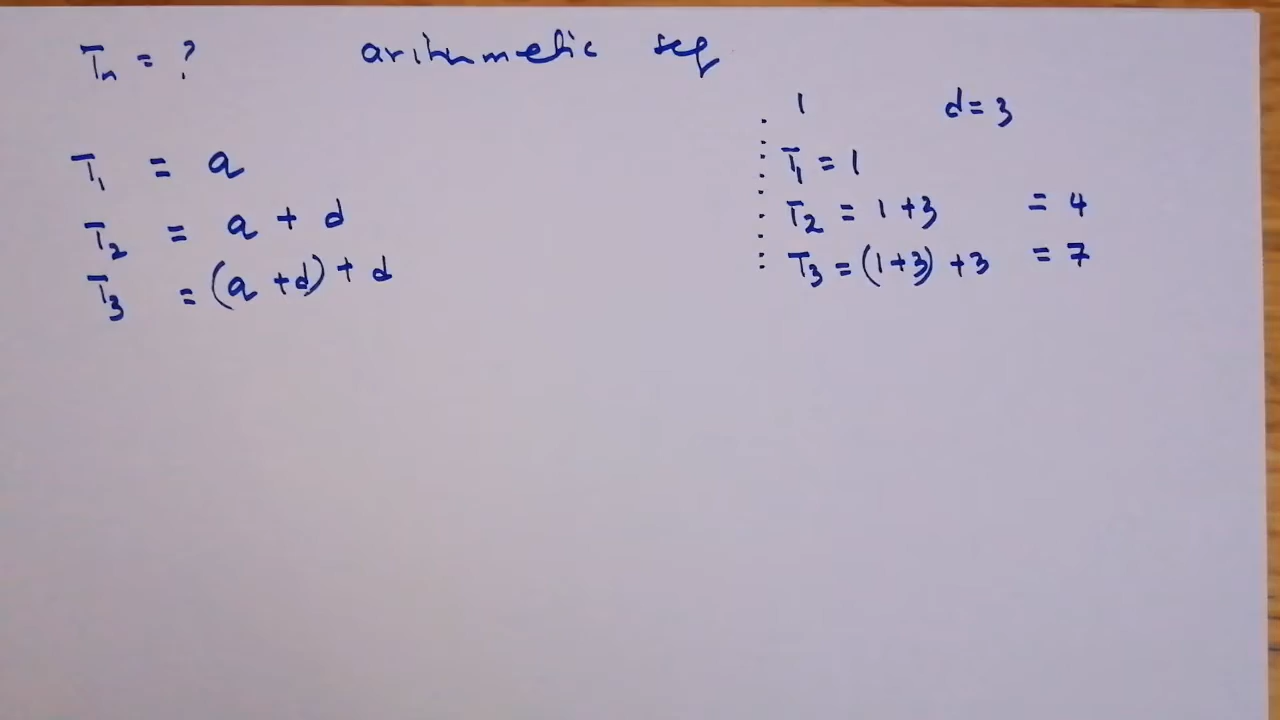 Tn = ? arithmetic seq
T1 = a
T2 = a + d
T3 = (a + d) + d
1 d = 3
T1 = 1
T2 = 1 + 3 = 4
T3 = (1+3) + 3 = 7